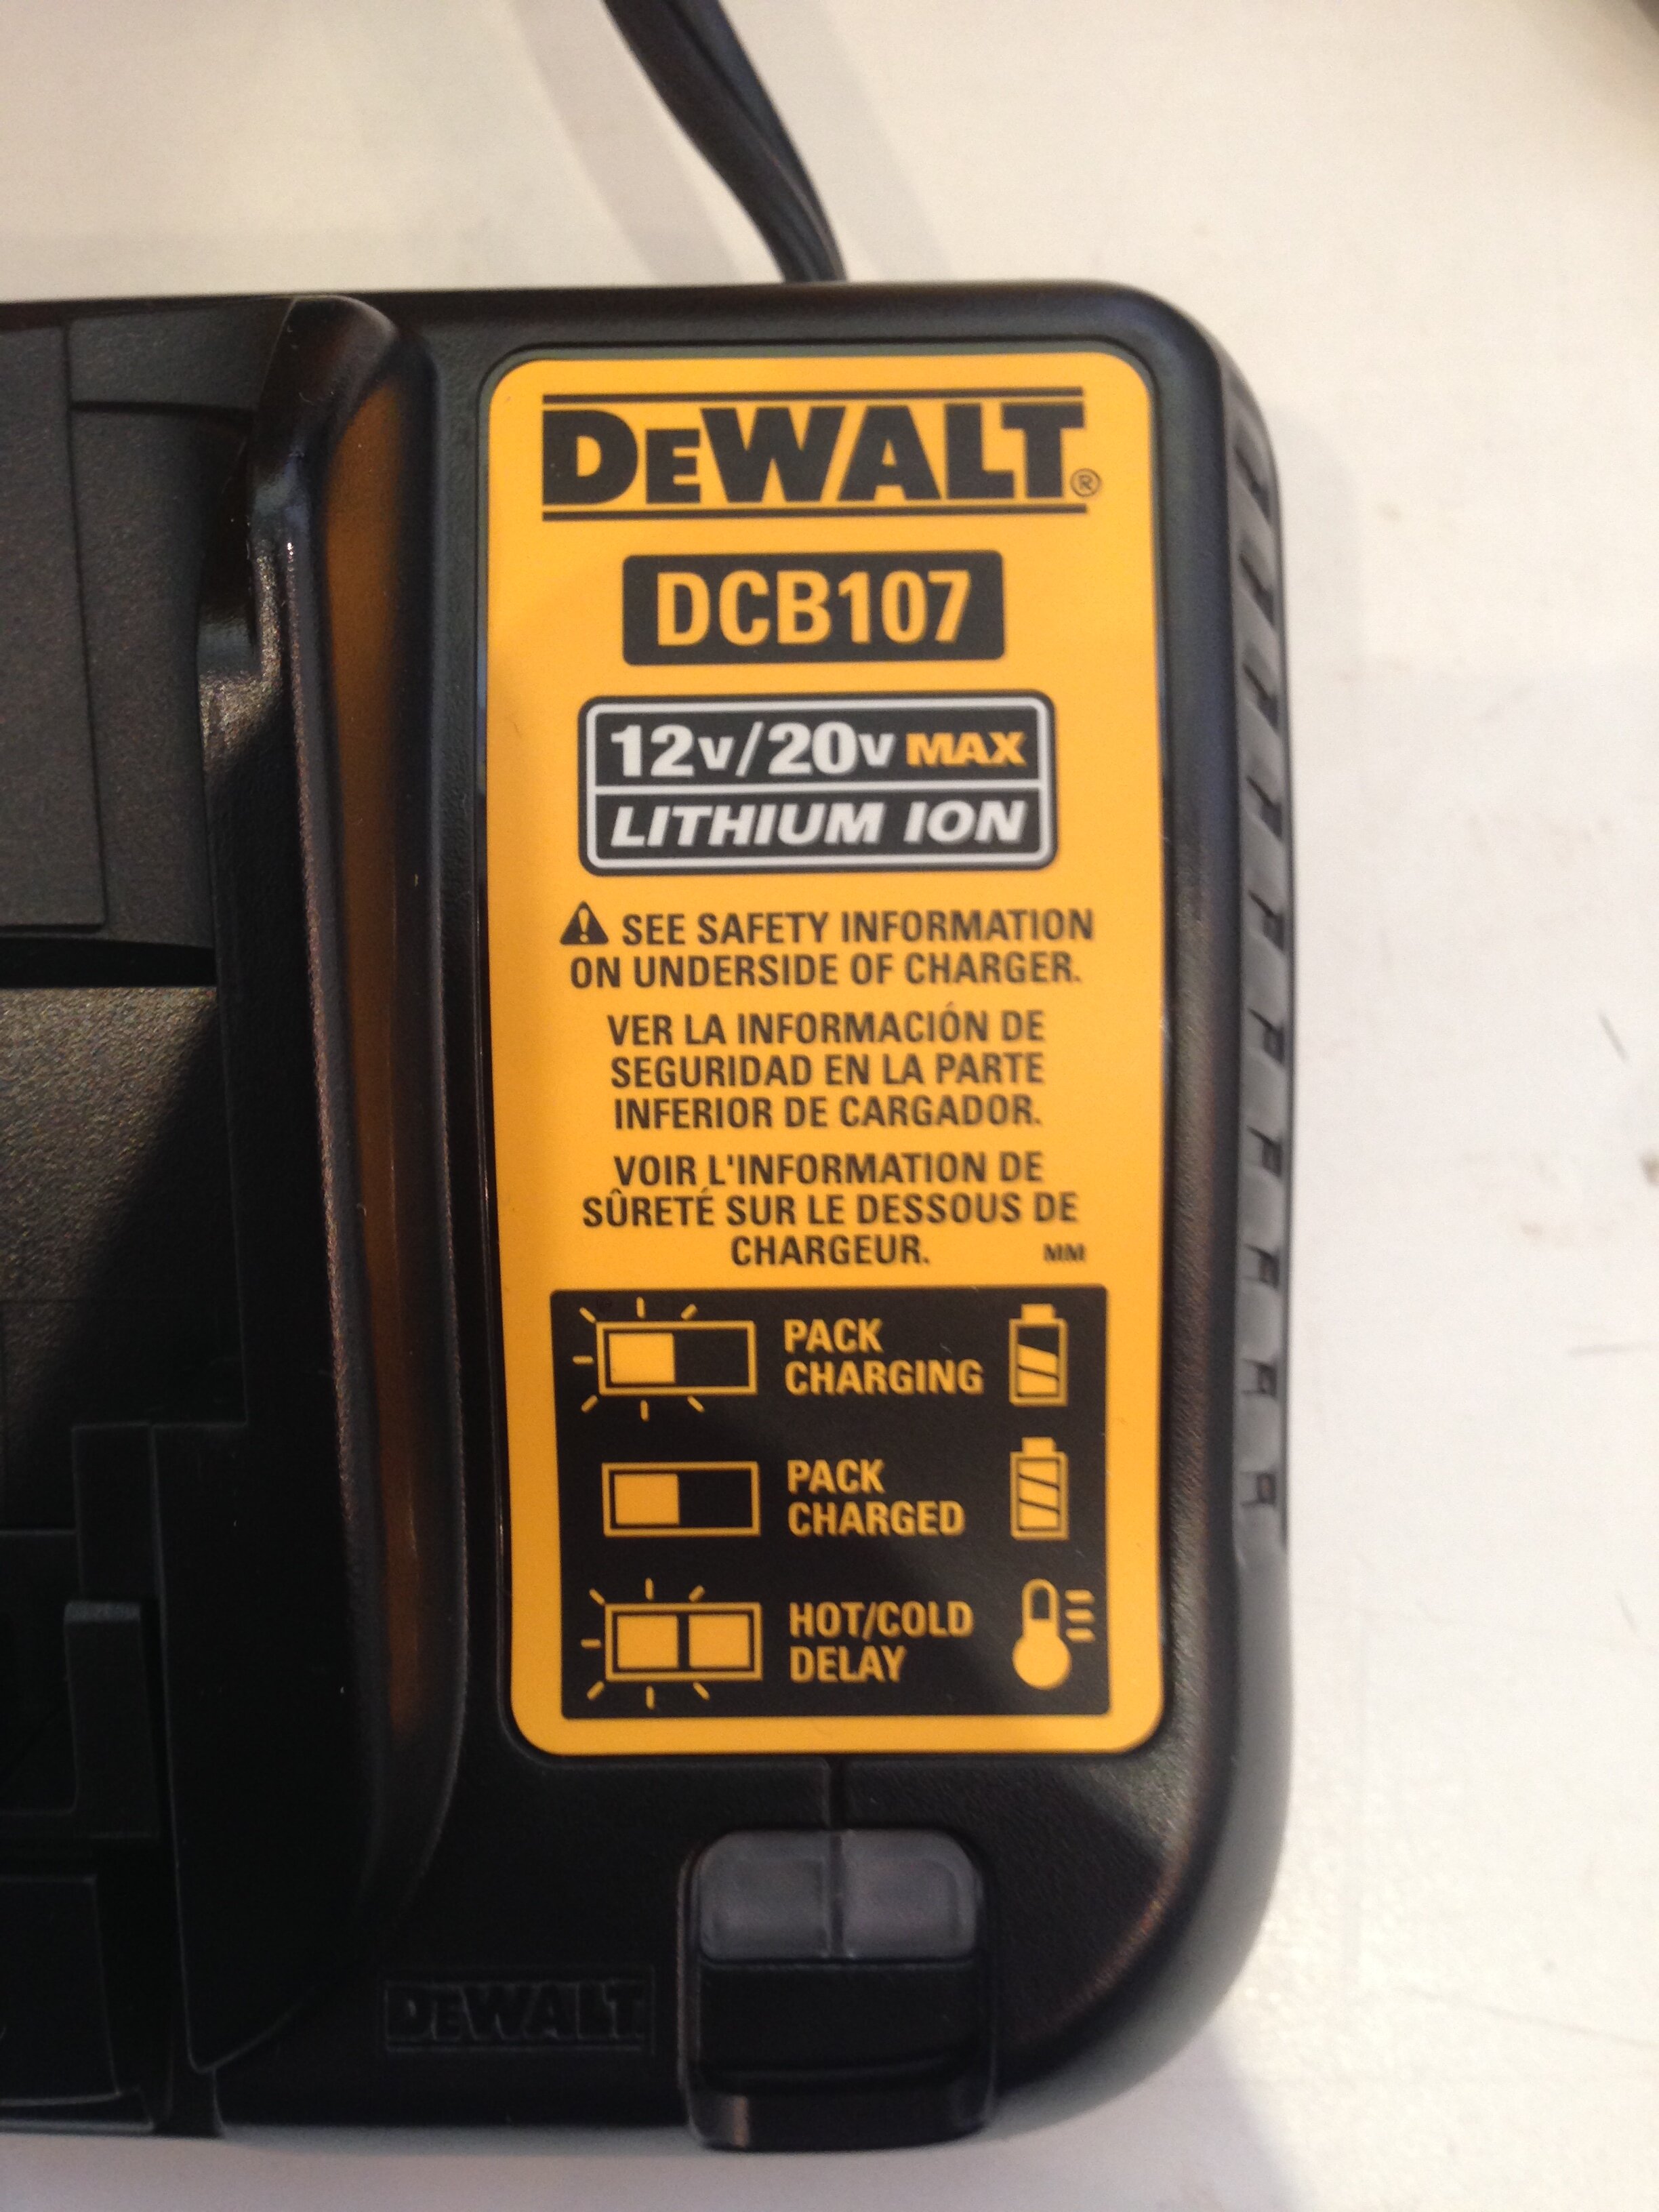 DEWALT®
DCB107
12V/20V MAX
LITHIUM ION
SEE SAFETY INFORMATION
ON UNDERSIDE OF CHARGER.
VER LA INFORMACIÓN DE
SEGURIDAD EN LA PARTE
INFERIOR DE CARGADOR.
VOIR L'INFORMATION DE
SÛRETÉ SUR LE DESSOUS DE
CHARGEUR. MM
PACK
CHARGING
PACK
CHARGED
HOT/COLD
DELAY
DEWALT